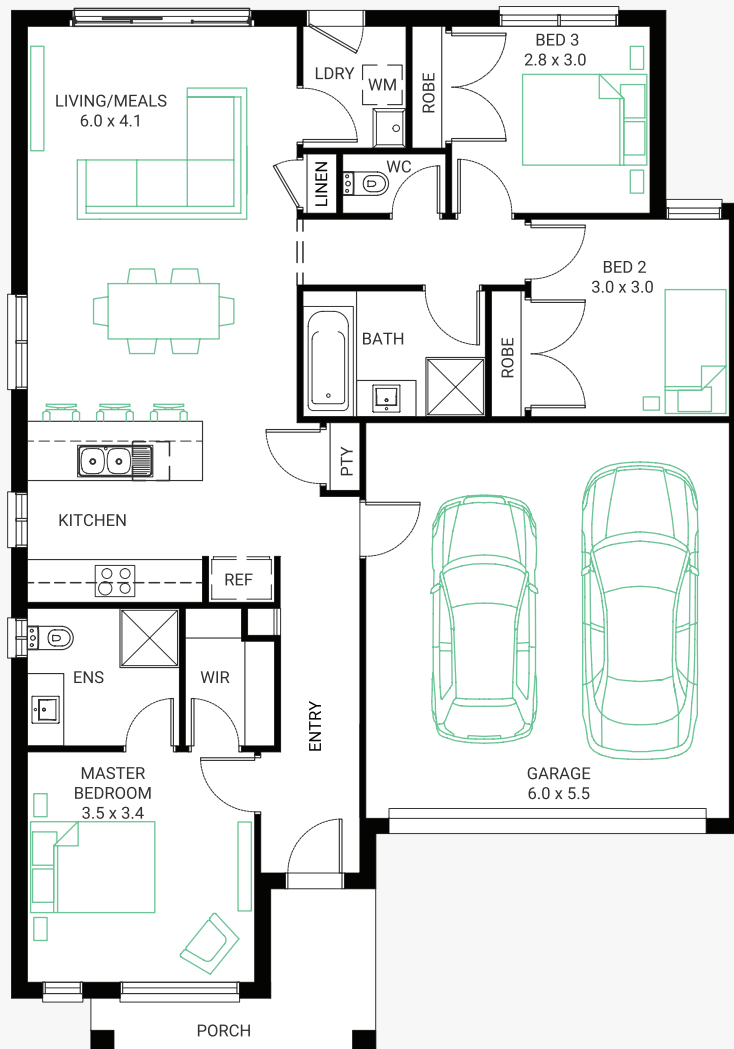 BED 3
2.8 x 3.0
LDRY
WM
ROBE
LIVING/MEALS
6.0 x 4.1
WC
LINEN
BED 2
3.0 x 3.0
BATH
ROBE
PTY
KITCHEN
REF
ENS
WIR
ENTRY
MASTER
BEDROOM
3.5 x 3.4
GARAGE
6.0 x 5.5
PORCH